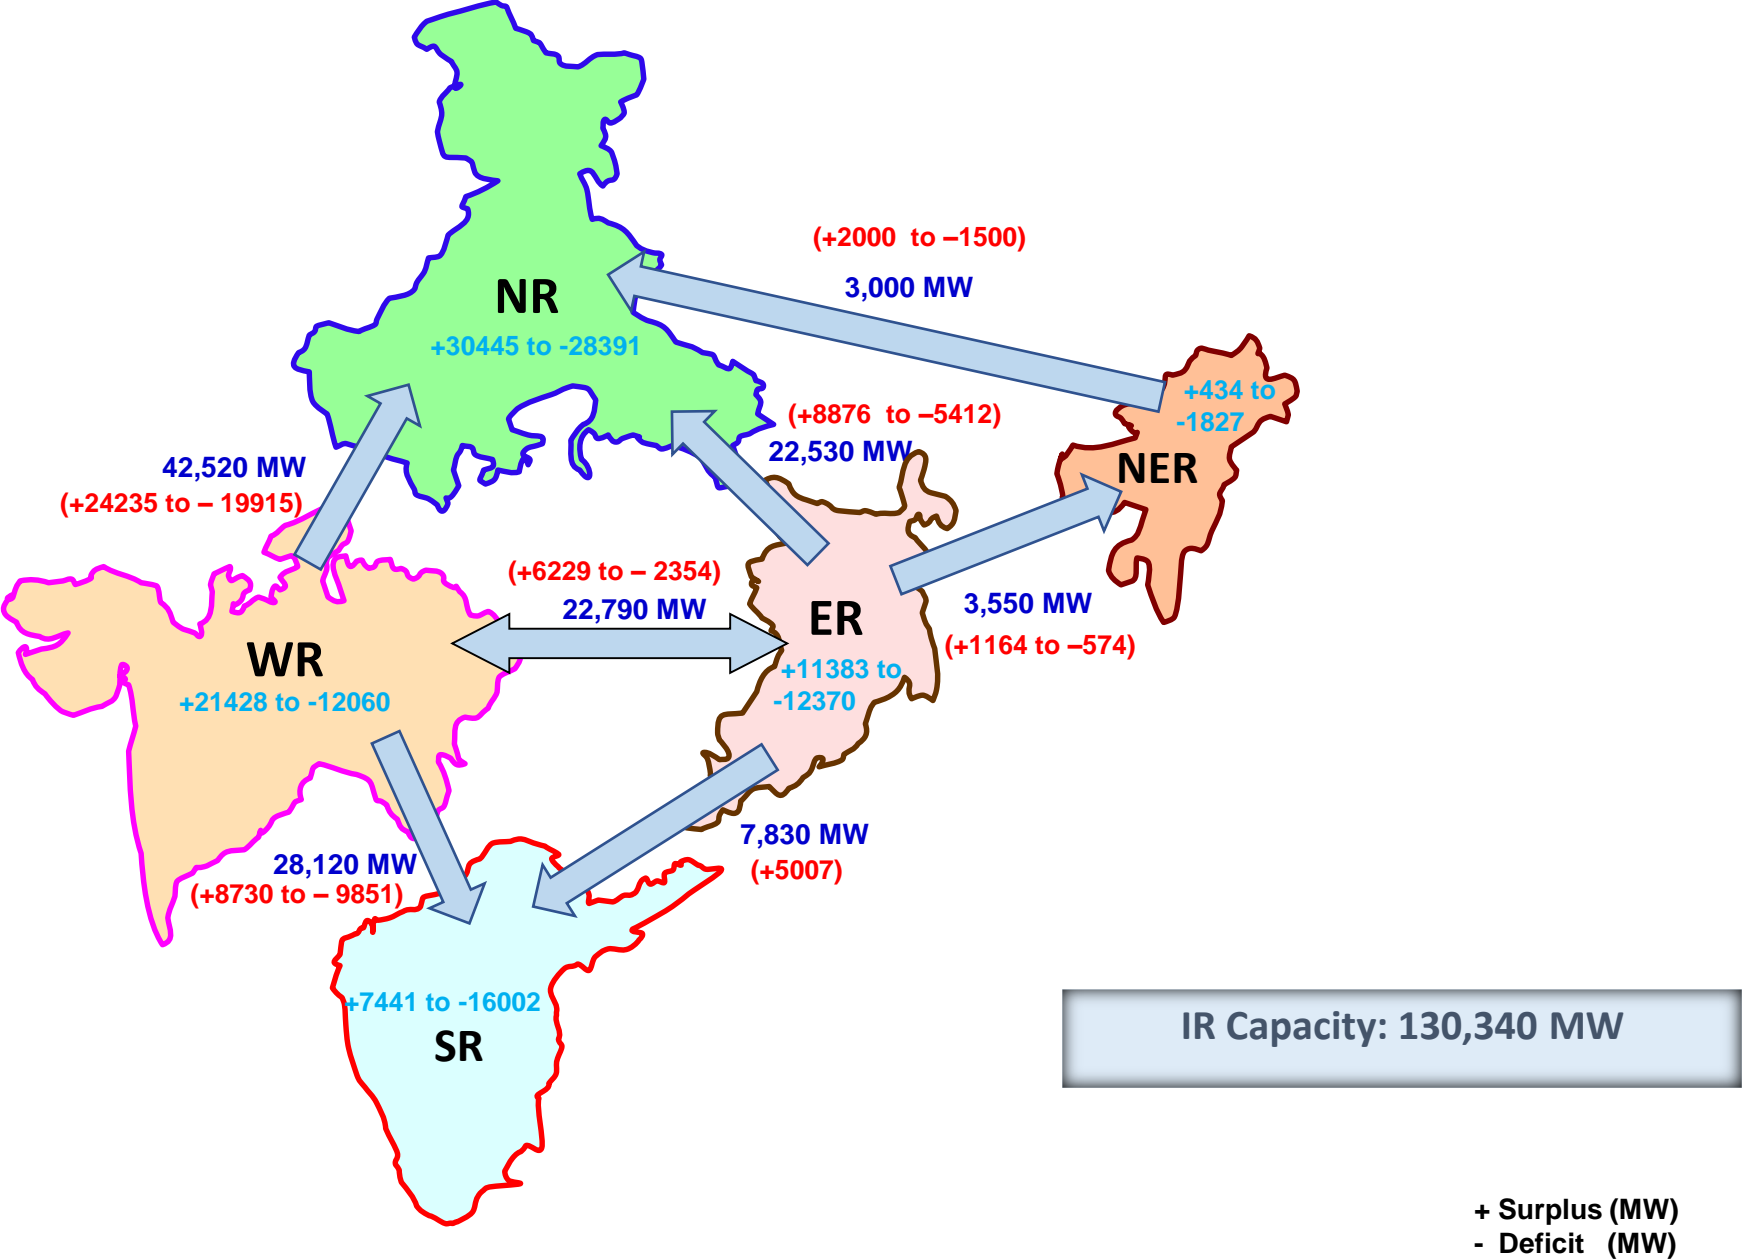 (+2000 to –1500)
3,000 MW
NR
+30445 to -28391
+434 to
-1827
NER
(+8876 to –5412)
22,530 MW
42,520 MW
(+24235 to – 19915)
(+6229 to – 2354)
22,790 MW
3,550 MW
(+1164 to –574)
ER
+11383 to
-12370
WR
+21428 to -12060
7,830 MW
(+5007)
28,120 MW
(+8730 to – 9851)
+7441 to -16002
SR
IR Capacity: 130,340 MW
+ Surplus (MW)
- Deficit (MW)